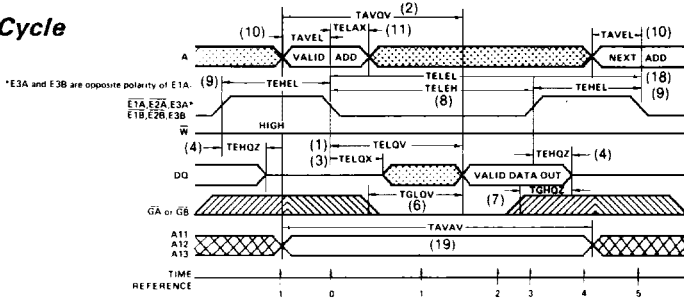 Cycle
TAVQV (2)
(10) TAVEL TELAX (11) TAVEL (10)
A VALID ADD NEXT ADD
*E3A and E3B are opposite polarity of E1A. (9) TEHEL TELEL (18)
TELEH (8) TEHEL (9)
E1A,E2A,E3A*
E1B,E2B,E3B
W HIGH
(4) TEHQZ (1) TELQV TEHQZ (4)
(3) TELQX
DQ VALID DATA OUT
TGLQV (6) (7) TGHQZ
GA or GB
TAVAV
A11
A12 (19)
A13
TIME
REFERENCE
1 0 1 2 3 4 5